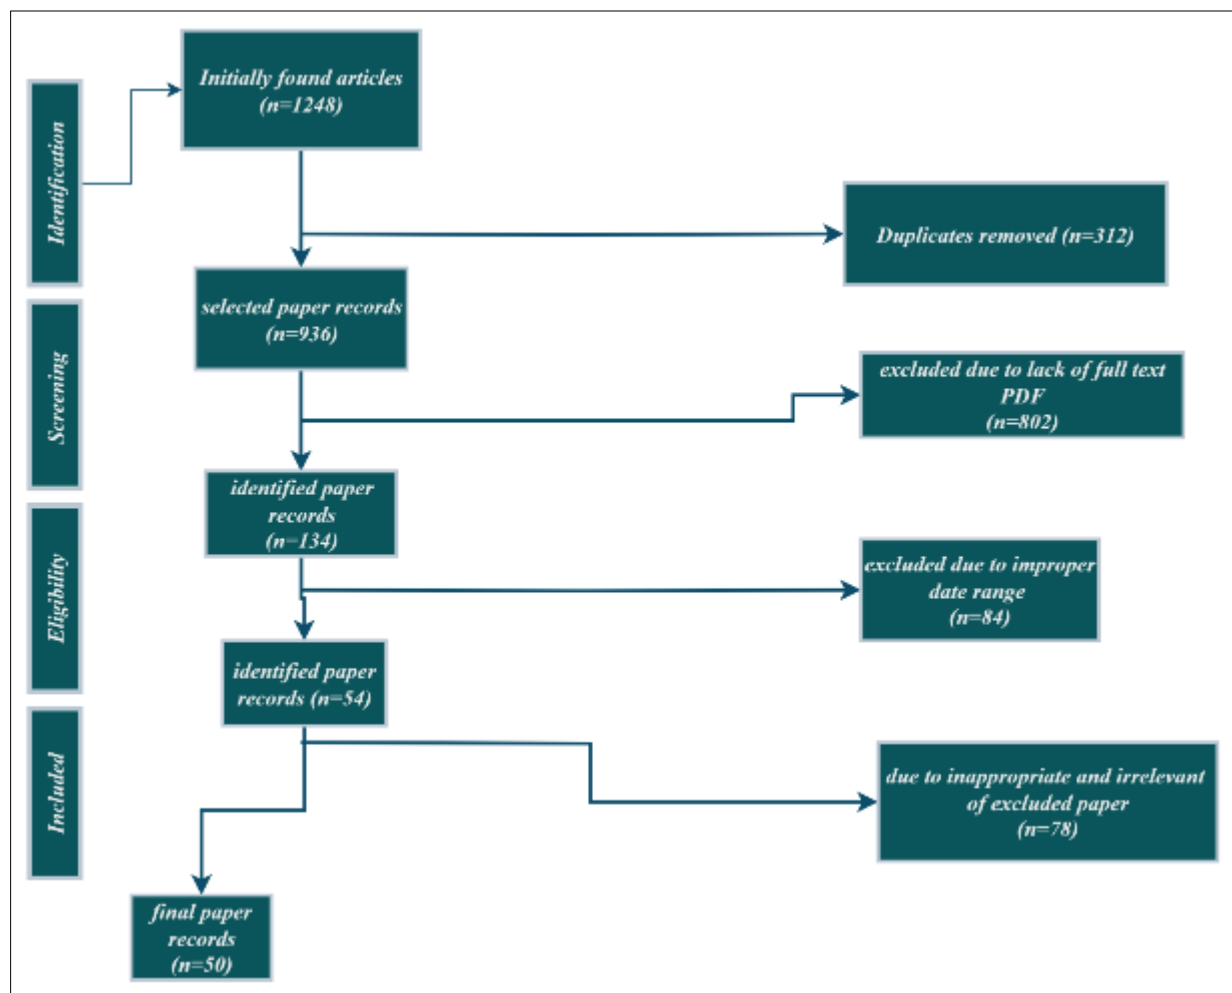 Identification
Initially found articles
(n=1248)
Duplicates removed (n=312)
selected paper records
(n=936)
Screening
excluded due to lack of full text
PDF
(n=802)
identified paper
records
(n=134)
Eligibility
excluded due to improper
date range
(n=84)
identified paper
records (n=54)
Included
due to inappropriate and irrelevant
of excluded paper
(n=78)
final paper
records
(n=50)